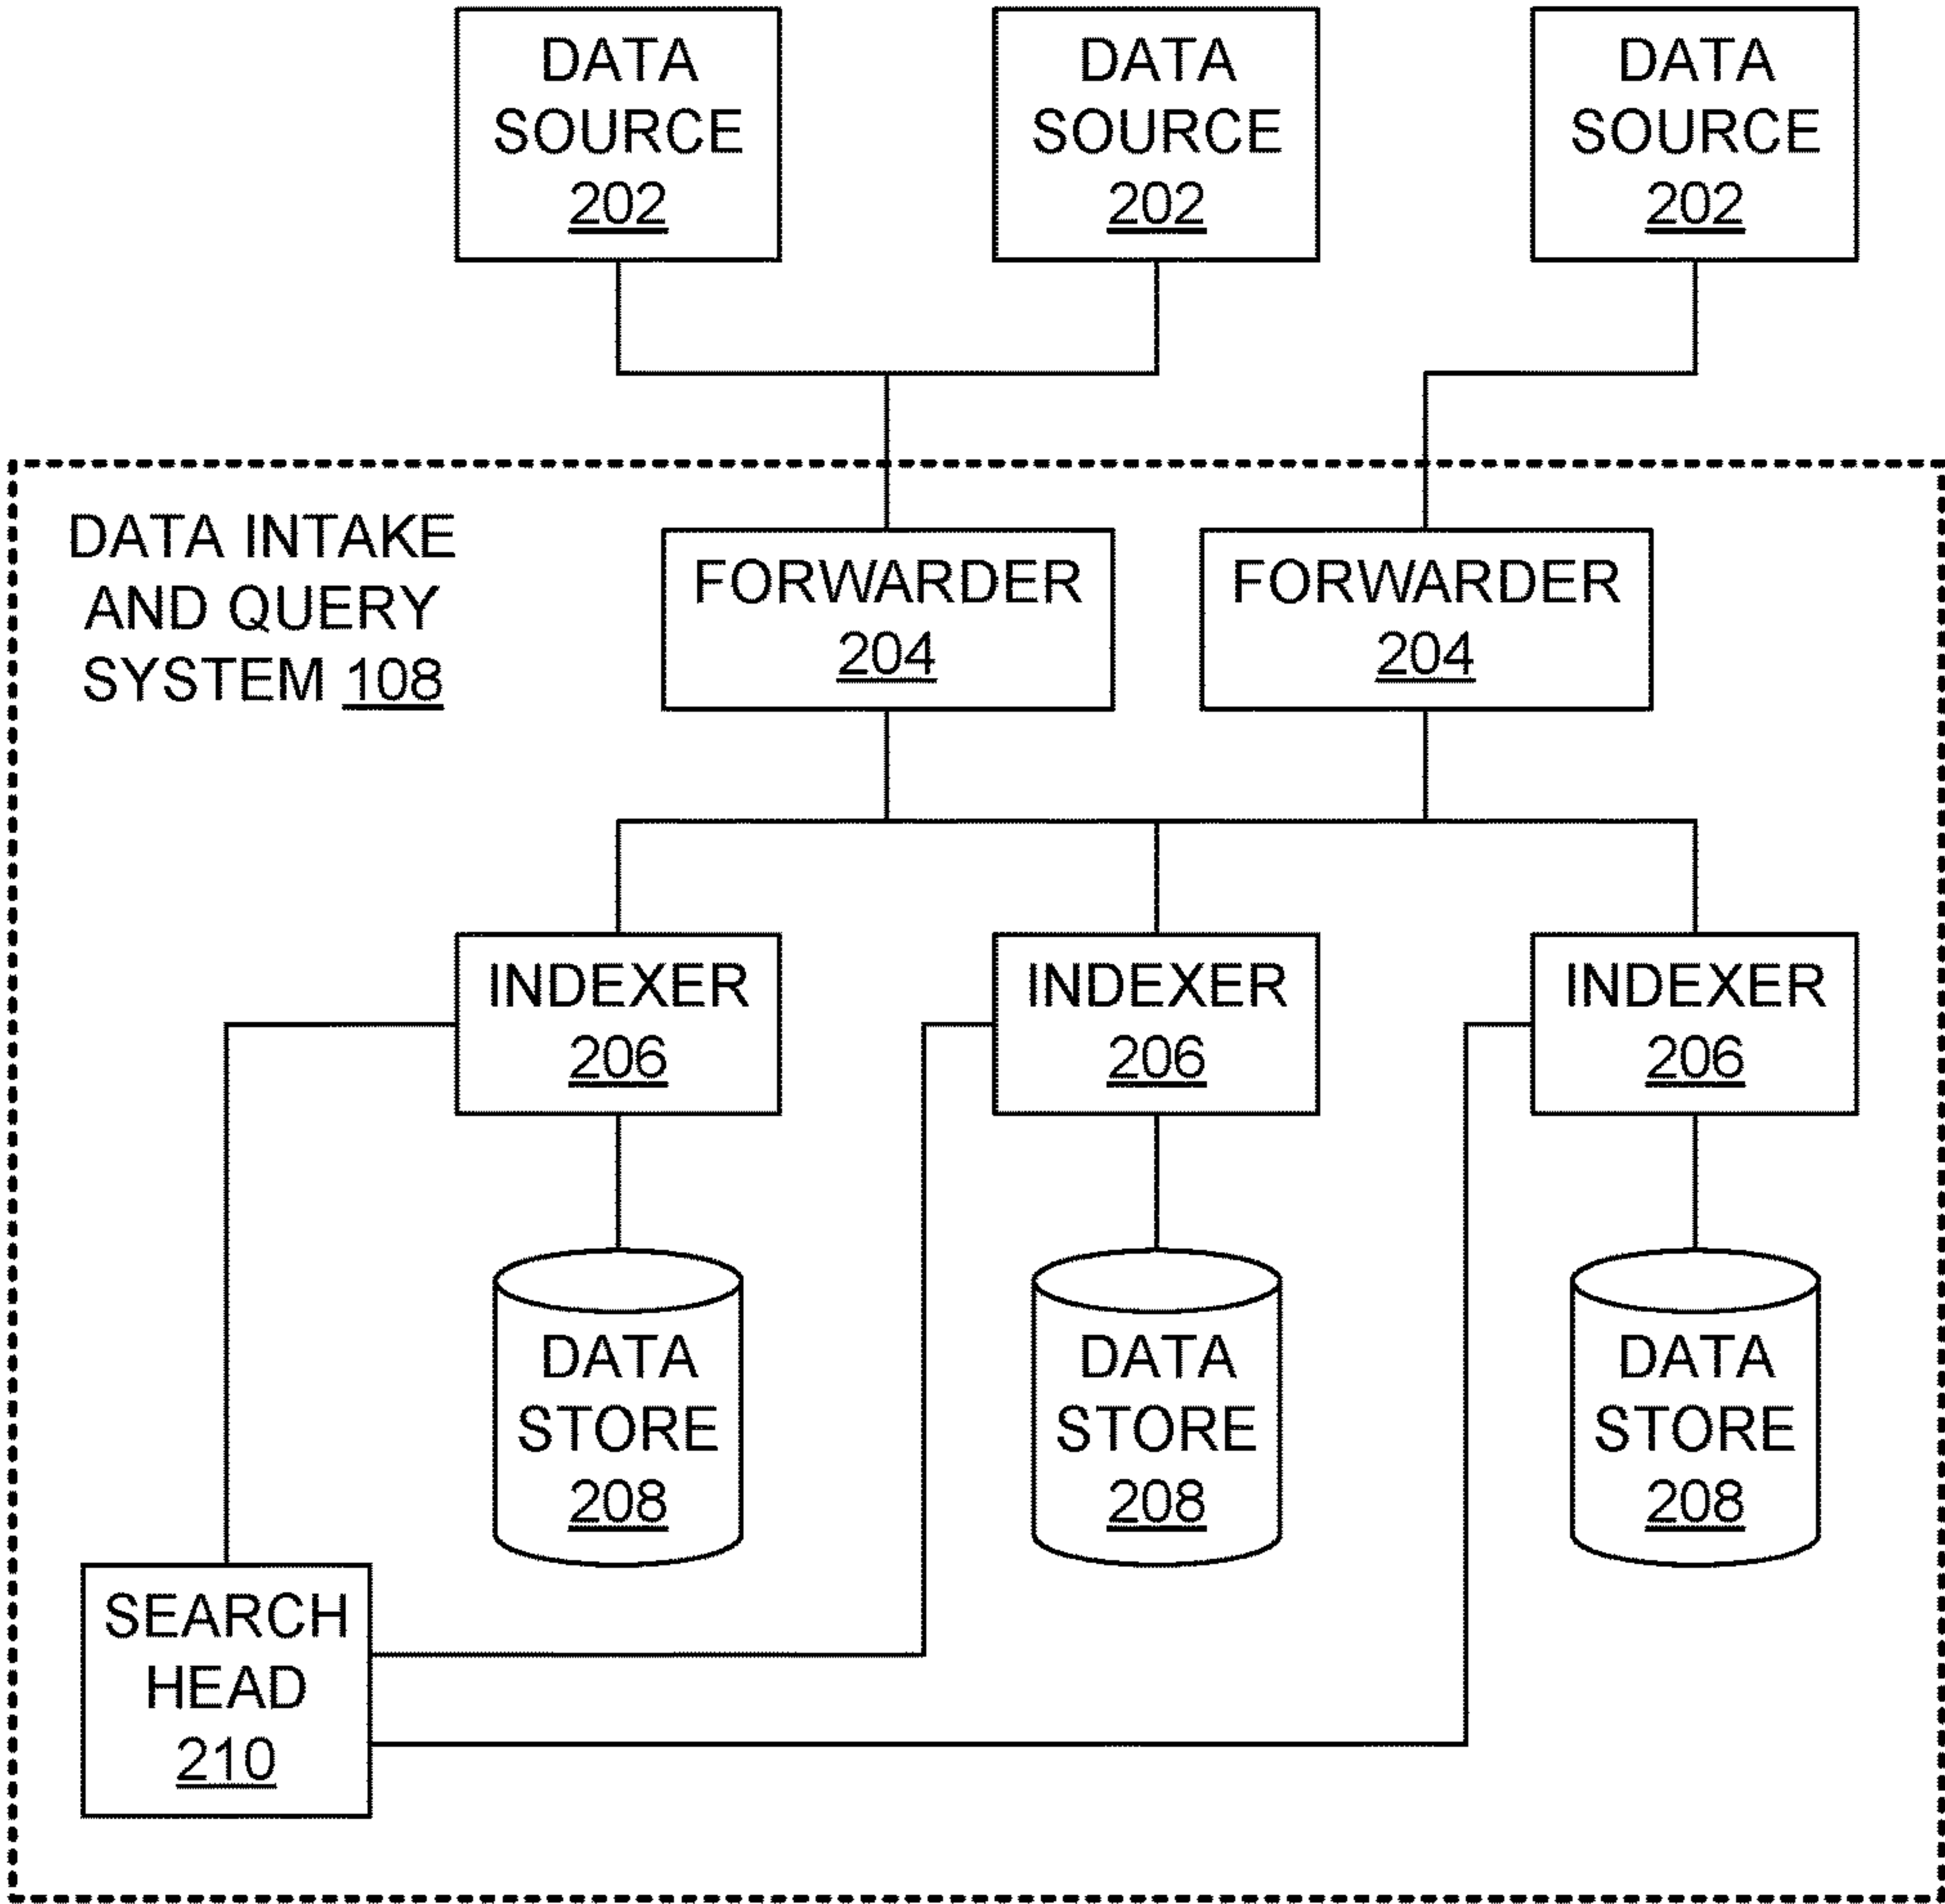 DATA
SOURCE
202
DATA
SOURCE
202
DATA
SOURCE
202
DATA INTAKE
AND QUERY
SYSTEM 108
FORWARDER
204
FORWARDER
204
INDEXER
206
INDEXER
206
INDEXER
206
DATA
STORE
208
DATA
STORE
208
DATA
STORE
208
SEARCH
HEAD
210